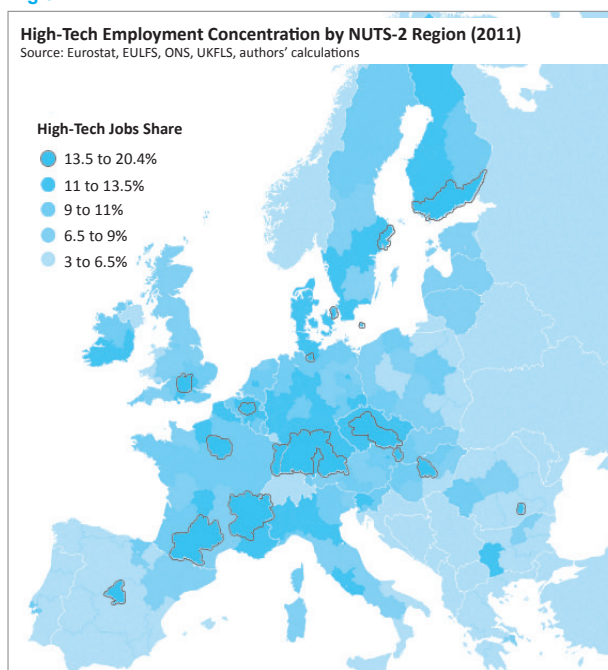 High-Tech Employment Concentration by NUTS-2 Region (2011)
Source: Eurostat, EULFS, ONS, UKFLS, authors' calculations
High-Tech Jobs Share
13.5 to 20.4%
11 to 13.5%
9 to 11%
6.5 to 9%
3 to 6.5%